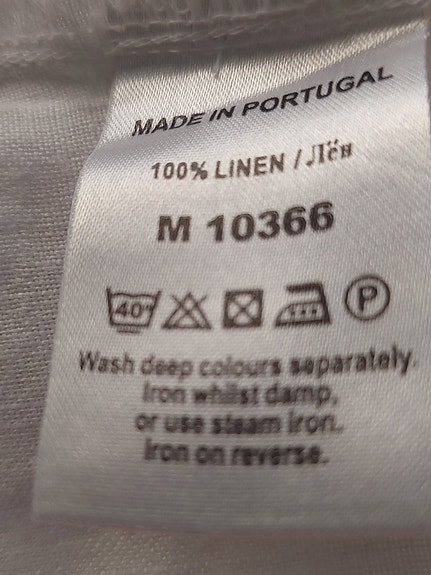 MADE IN PORTUGAL
100% LINEN / Лён
M 10366
40° P
Wash deep colours separately.
Iron whilst damp,
or use steam iron.
Iron on reverse.